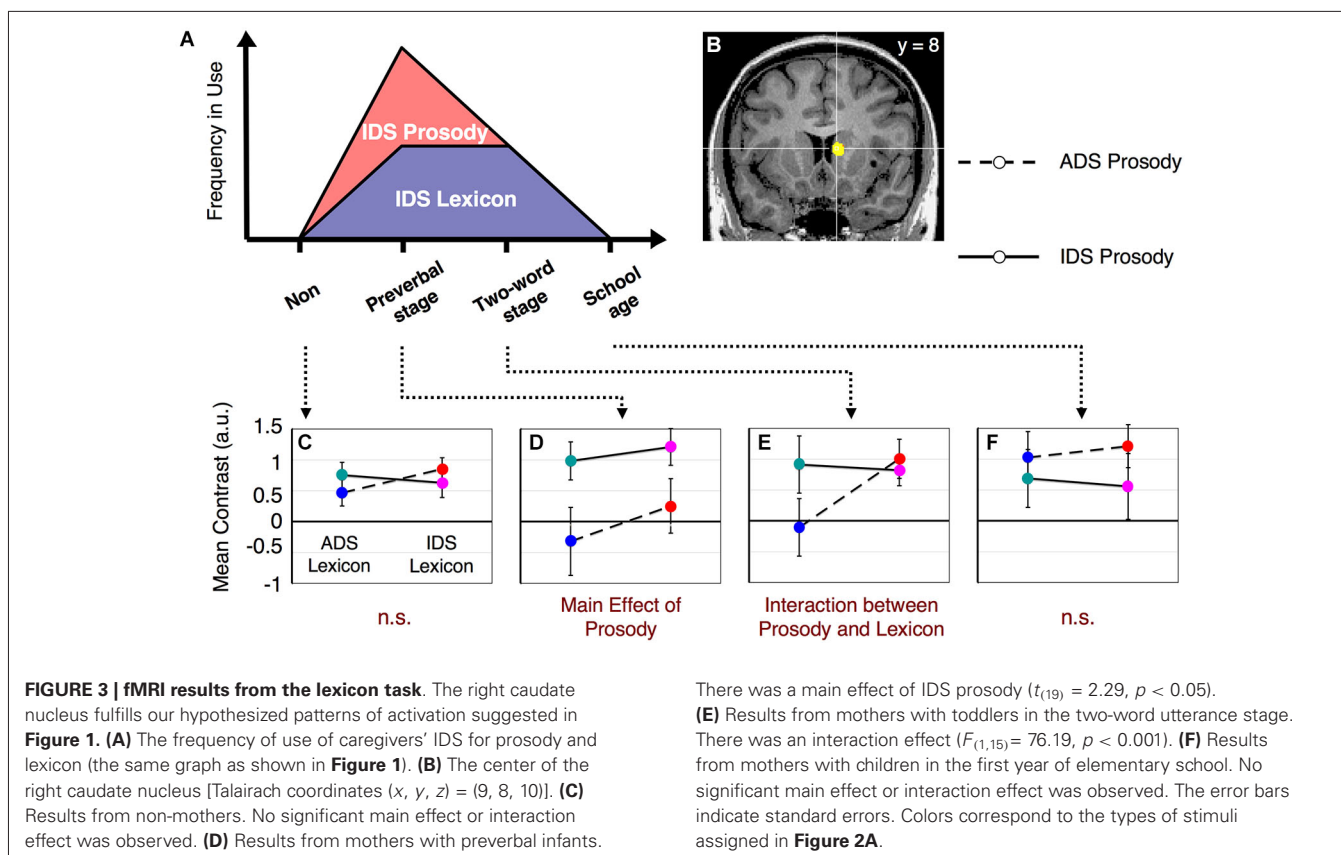 A
Frequency in Use
IDS Prosody
IDS Lexicon
Non
Preverbal
stage
Two-word
stage
School
age
B
y = 8
ADS Prosody
IDS Prosody
Mean Contrast (a.u.)
1.5
1
0.5
0
-0.5
-1
C
ADS
Lexicon
IDS
Lexicon
n.s.
D
Main Effect of
Prosody
E
Interaction between
Prosody and Lexicon
F
n.s.
FIGURE 3 | fMRI results from the lexicon task. The right caudate
nucleus fulfills our hypothesized patterns of activation suggested in
Figure 1. (A) The frequency of use of caregivers' IDS for prosody and
lexicon (the same graph as shown in Figure 1). (B) The center of the
right caudate nucleus [Talairach coordinates (x, y, z) = (9, 8, 10)]. (C)
Results from non-mothers. No significant main effect or interaction
effect was observed. (D) Results from mothers with preverbal infants.
There was a main effect of IDS prosody (t(19) = 2.29, p < 0.05).
(E) Results from mothers with toddlers in the two-word utterance stage.
There was an interaction effect (F(1,15)= 76.19, p < 0.001). (F) Results
from mothers with children in the first year of elementary school. No
significant main effect or interaction effect was observed. The error bars
indicate standard errors. Colors correspond to the types of stimuli
assigned in Figure 2A.